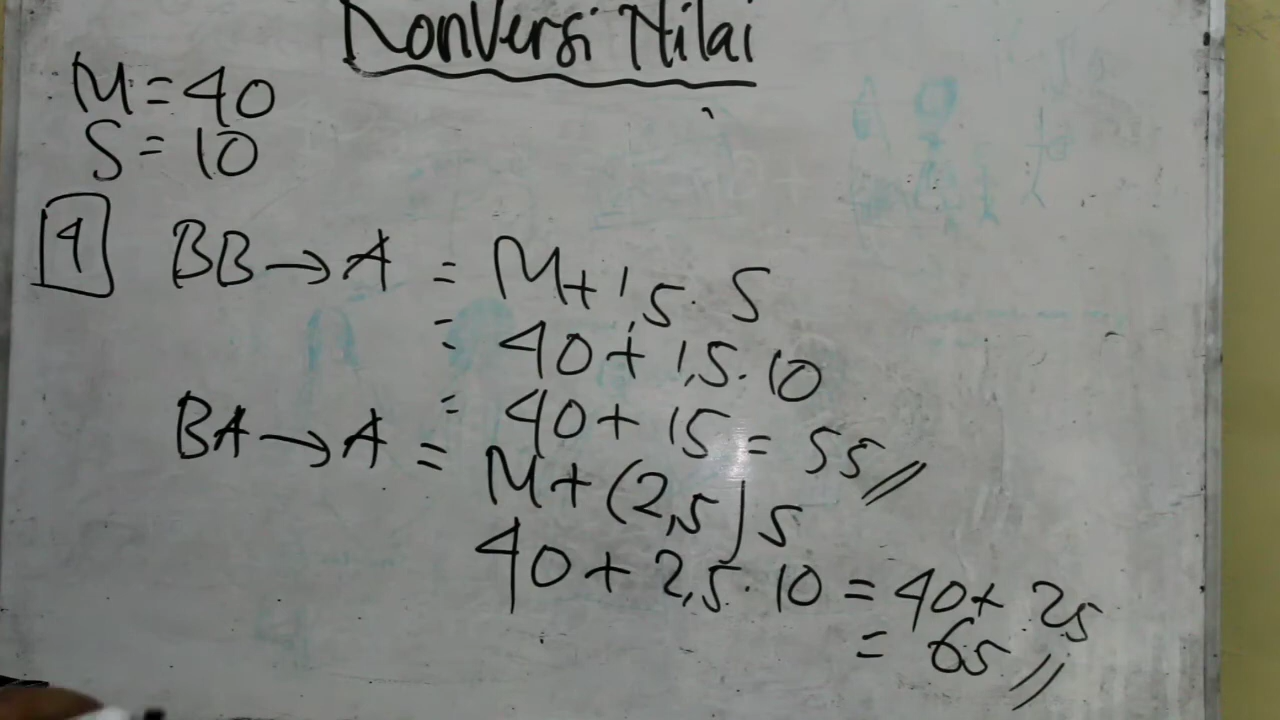 Konversi Nilai
M = 40
S = 10
4 BB → A = M + 1,5 . S
= 40 + 1,5 . 10
= 40 + 15 = 55 //
BA → A = M + (2,5) S
40 + 2,5 . 10 = 40 + 25
= 65 //